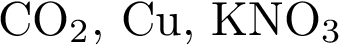 CO₂, Cu, KNO₃